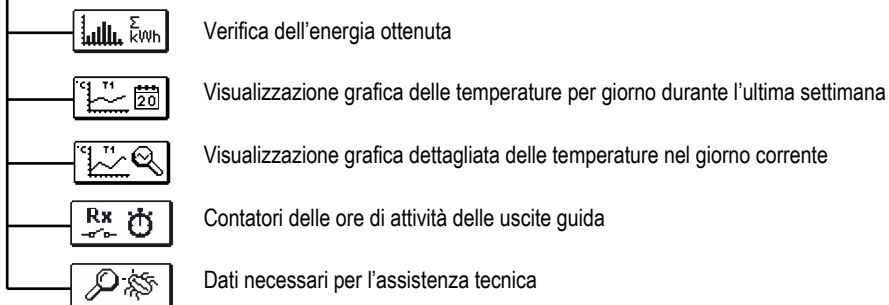 Σ
kWh
Verifica dell'energia ottenuta
°C T1 20
Visualizzazione grafica delle temperature per giorno durante l'ultima settimana
°C T1
Visualizzazione grafica dettagliata delle temperature nel giorno corrente
Rx
Contatori delle ore di attività delle uscite guida
Dati necessari per l'assistenza tecnica